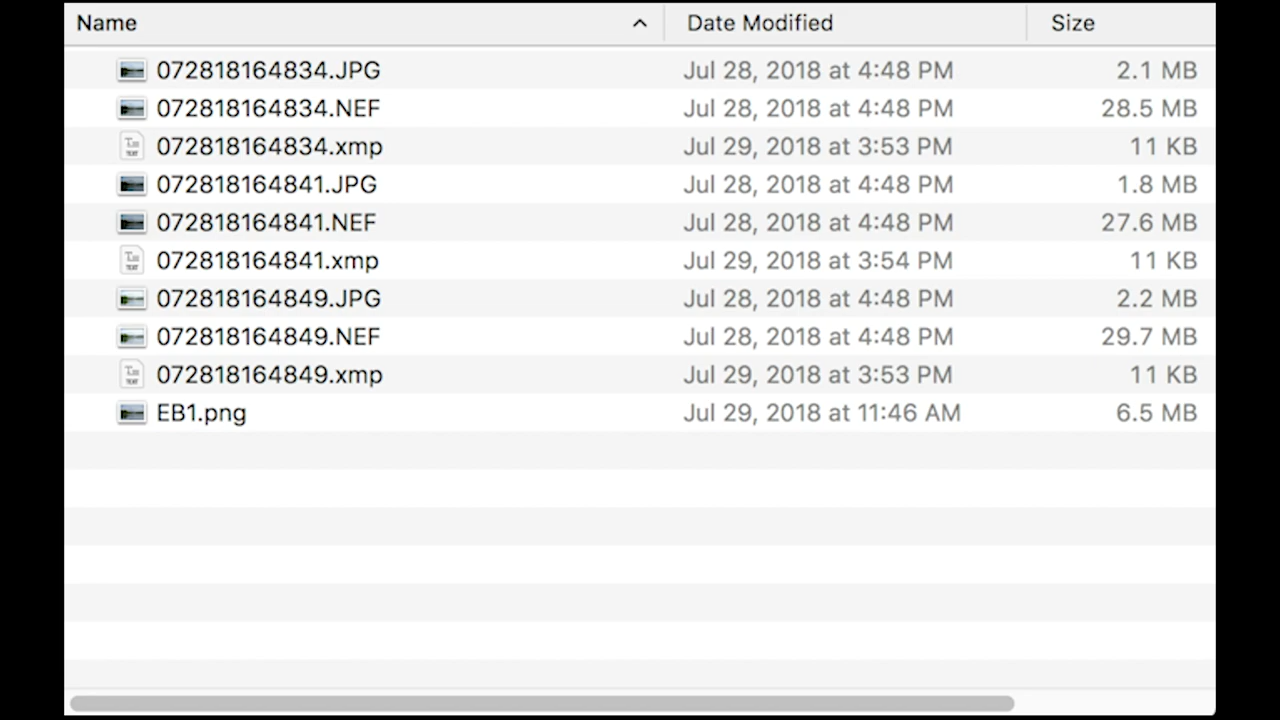 Name Date Modified Size
072818164834.JPG Jul 28, 2018 at 4:48 PM 2.1 MB
072818164834.NEF Jul 28, 2018 at 4:48 PM 28.5 MB
072818164834.xmp Jul 29, 2018 at 3:53 PM 11 KB
072818164841.JPG Jul 28, 2018 at 4:48 PM 1.8 MB
072818164841.NEF Jul 28, 2018 at 4:48 PM 27.6 MB
072818164841.xmp Jul 29, 2018 at 3:54 PM 11 KB
072818164849.JPG Jul 28, 2018 at 4:48 PM 2.2 MB
072818164849.NEF Jul 28, 2018 at 4:48 PM 29.7 MB
072818164849.xmp Jul 29, 2018 at 3:53 PM 11 KB
EB1.png Jul 29, 2018 at 11:46 AM 6.5 MB